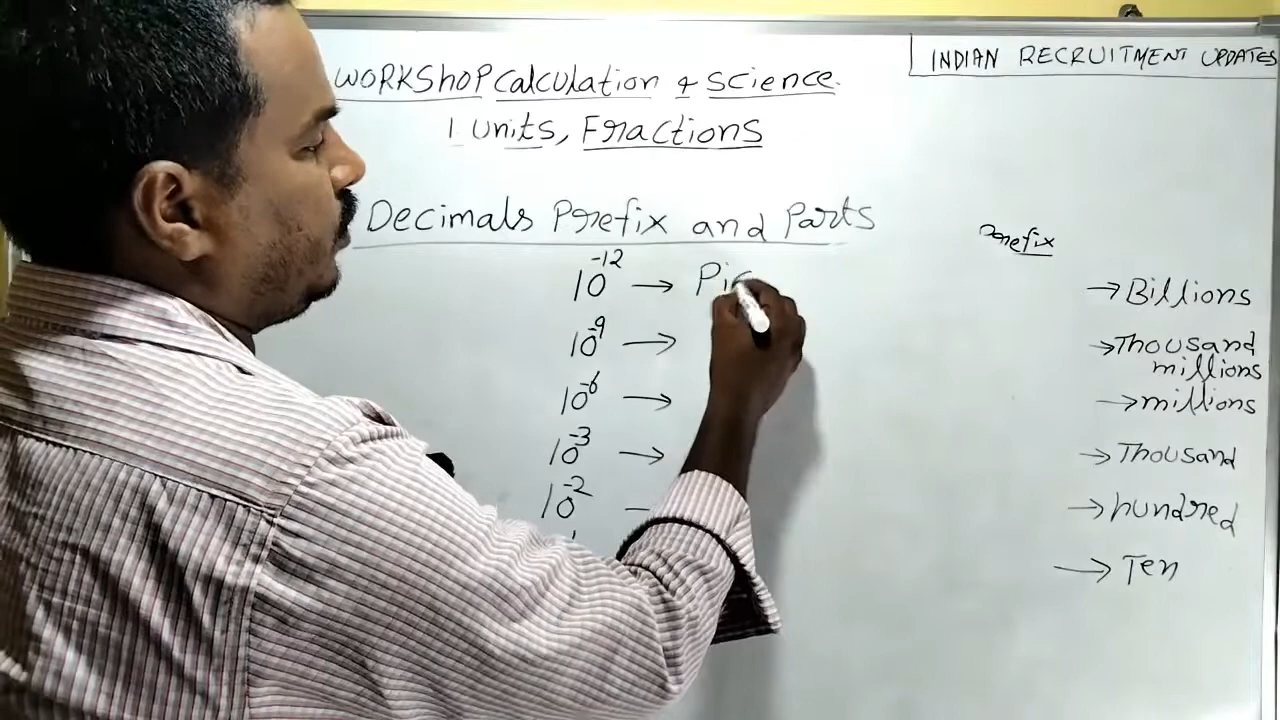 INDIAN RECRUITMENT UPDATES
WORKSHOP Calculation & Science.
1 Units, Fractions
Decimals Prefix and Parts
Prefix
10^-12 → Pic
→ Billions
10^-9 →
→ Thousand
millions
10^-6 →
→ millions
10^-3 →
→ Thousand
10^-2 –
→ hundred
→ Ten